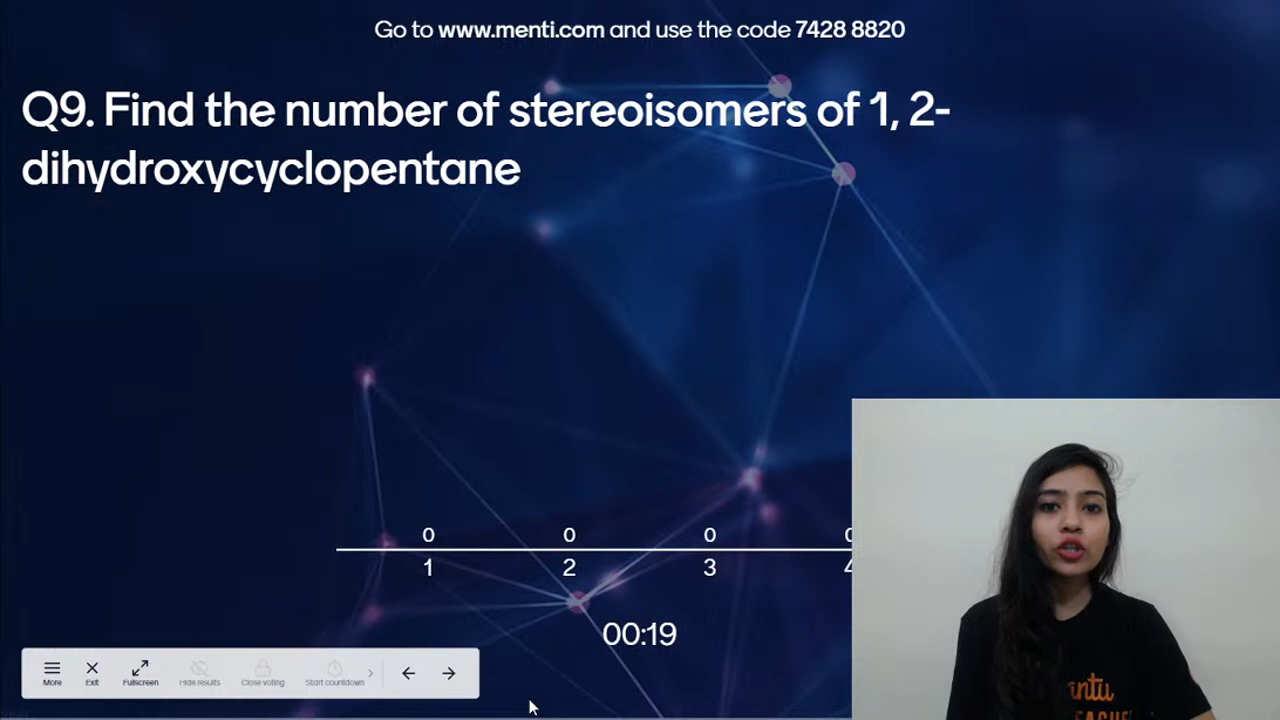 Go to www.menti.com and use the code 7428 8820
Q9. Find the number of stereoisomers of 1, 2-
dihydroxycyclopentane
0 0 0
1 2 3 4
00:19
More Exit Fullscreen Hide results Close voting Start countdown